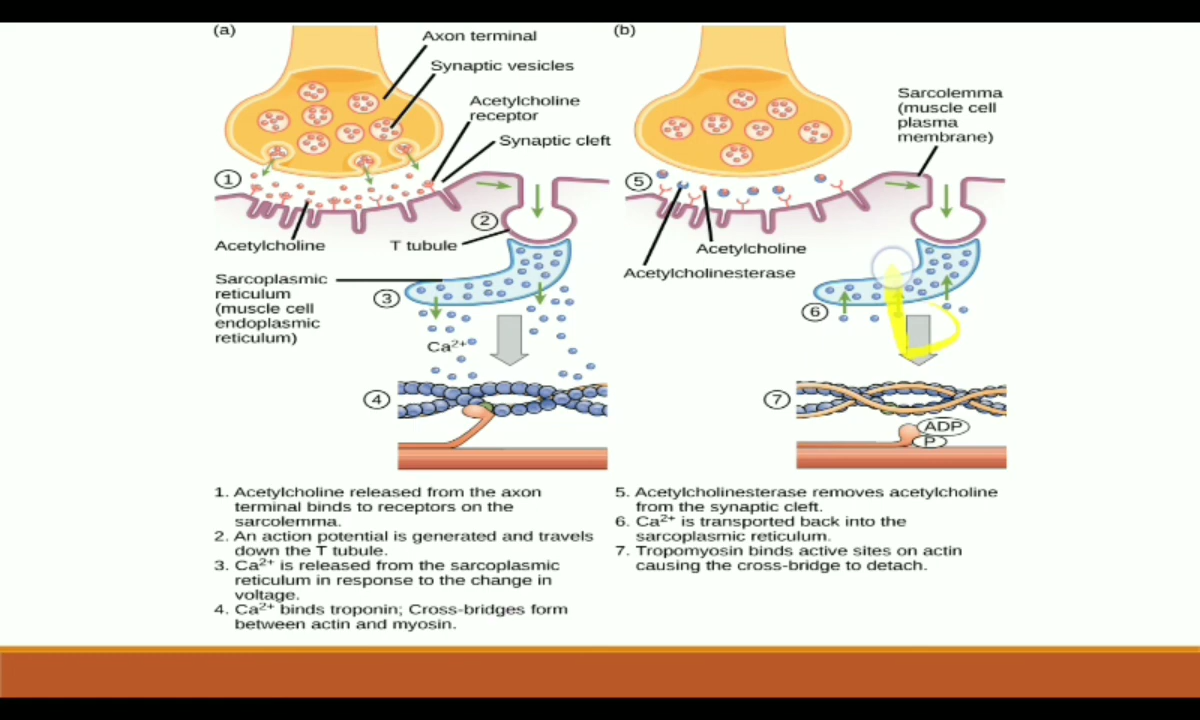 (a)
Axon terminal
Synaptic vesicles
Acetylcholine
receptor
Synaptic cleft
1
Acetylcholine
2
T tubule
Sarcoplasmic
reticulum
(muscle cell
endoplasmic
reticulum)
3
Ca2+
4
1. Acetylcholine released from the axon
terminal binds to receptors on the
sarcolemma.
2. An action potential is generated and travels
down the T tubule.
3. Ca2+ is released from the sarcoplasmic
reticulum in response to the change in
voltage.
4. Ca2+ binds troponin; Cross-bridges form
between actin and myosin.
(b)
Sarcolemma
(muscle cell
plasma
membrane)
5
Acetylcholine
Acetylcholinesterase
6
7
ADP
P
5. Acetylcholinesterase removes acetylcholine
from the synaptic cleft.
6. Ca2+ is transported back into the
sarcoplasmic reticulum.
7. Tropomyosin binds active sites on actin
causing the cross-bridge to detach.